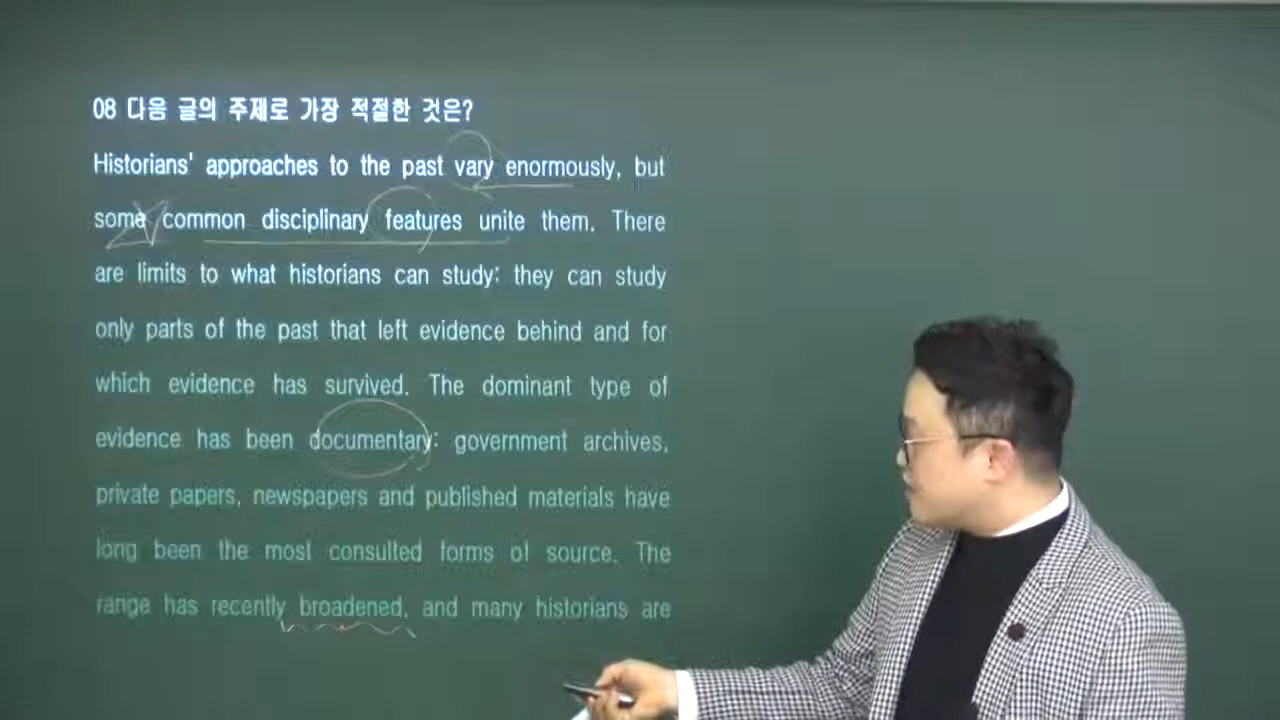 08 다음 글의 주제로 가장 적절한 것은?
Historians' approaches to the past vary enormously, but
some common disciplinary features unite them. There
are limits to what historians can study: they can study
only parts of the past that left evidence behind and for
which evidence has survived. The dominant type of
evidence has been documentary: government archives,
private papers, newspapers and published materials have
long been the most consulted forms of source. The
range has recently broadened, and many historians are